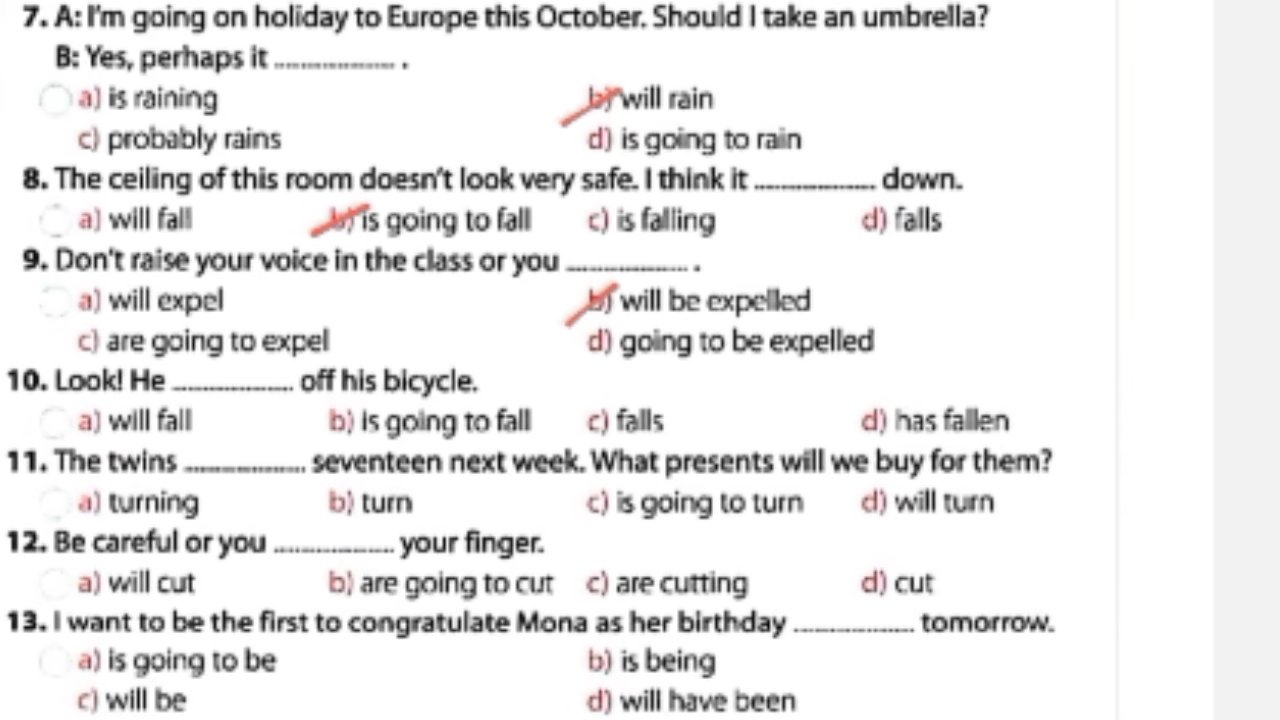 7. A: I'm going on holiday to Europe this October. Should I take an umbrella?
B: Yes, perhaps it .................. .
a) is raining b) will rain
c) probably rains d) is going to rain
8. The ceiling of this room doesn't look very safe. I think it .................. down.
a) will fall b) is going to fall c) is falling d) falls
9. Don't raise your voice in the class or you .................. .
a) will expel b) will be expelled
c) are going to expel d) going to be expelled
10. Look! He .................. off his bicycle.
a) will fall b) is going to fall c) falls d) has fallen
11. The twins .................. seventeen next week. What presents will we buy for them?
a) turning b) turn c) is going to turn d) will turn
12. Be careful or you .................. your finger.
a) will cut b) are going to cut c) are cutting d) cut
13. I want to be the first to congratulate Mona as her birthday .................. tomorrow.
a) is going to be b) is being
c) will be d) will have been